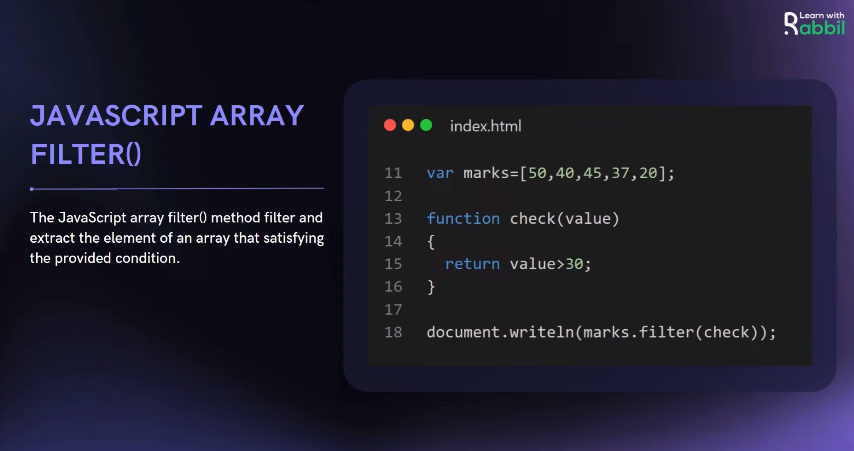 Learn with
Rabbil
JAVASCRIPT ARRAY
FILTER()
The JavaScript array filter() method filter and
extract the element of an array that satisfying
the provided condition.
index.html
11 var marks=[50,40,45,37,20];
12
13 function check(value)
14 {
15 return value>30;
16 }
17
18 document.writeln(marks.filter(check));